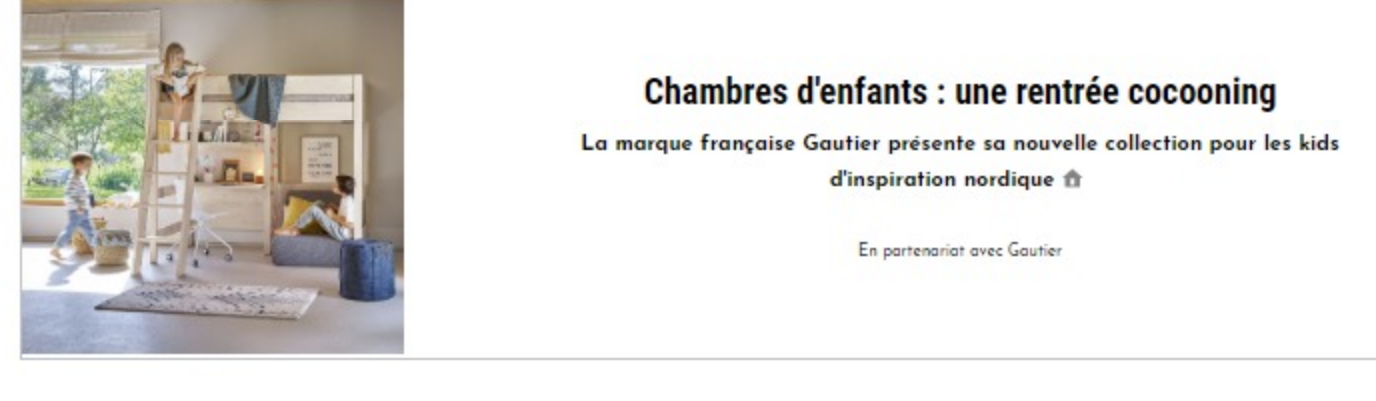 Chambres d'enfants : une rentrée cocooning
La marque française Gautier présente sa nouvelle collection pour les kids
d'inspiration nordique 🏠
En partenariat avec Gautier